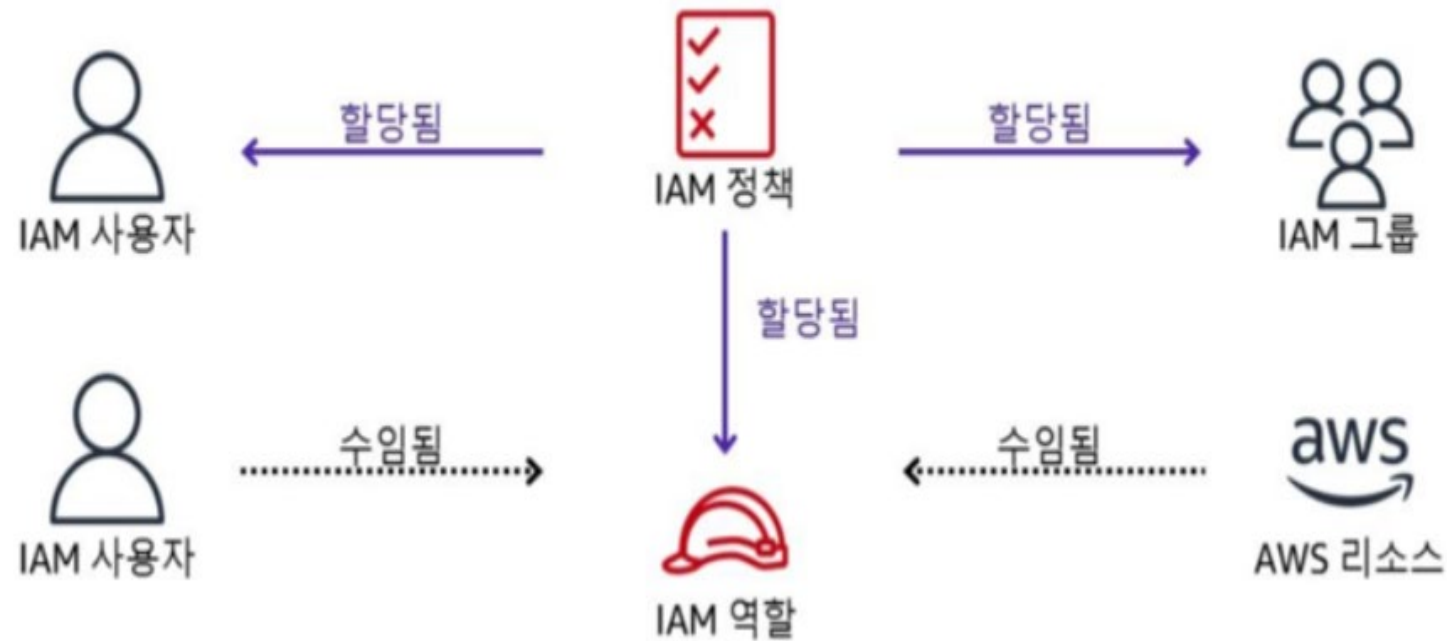 할당됨
할당됨
IAM 사용자
IAM 정책
IAM 그룹
할당됨
수임됨
수임됨
aws
IAM 사용자
IAM 역할
AWS 리소스